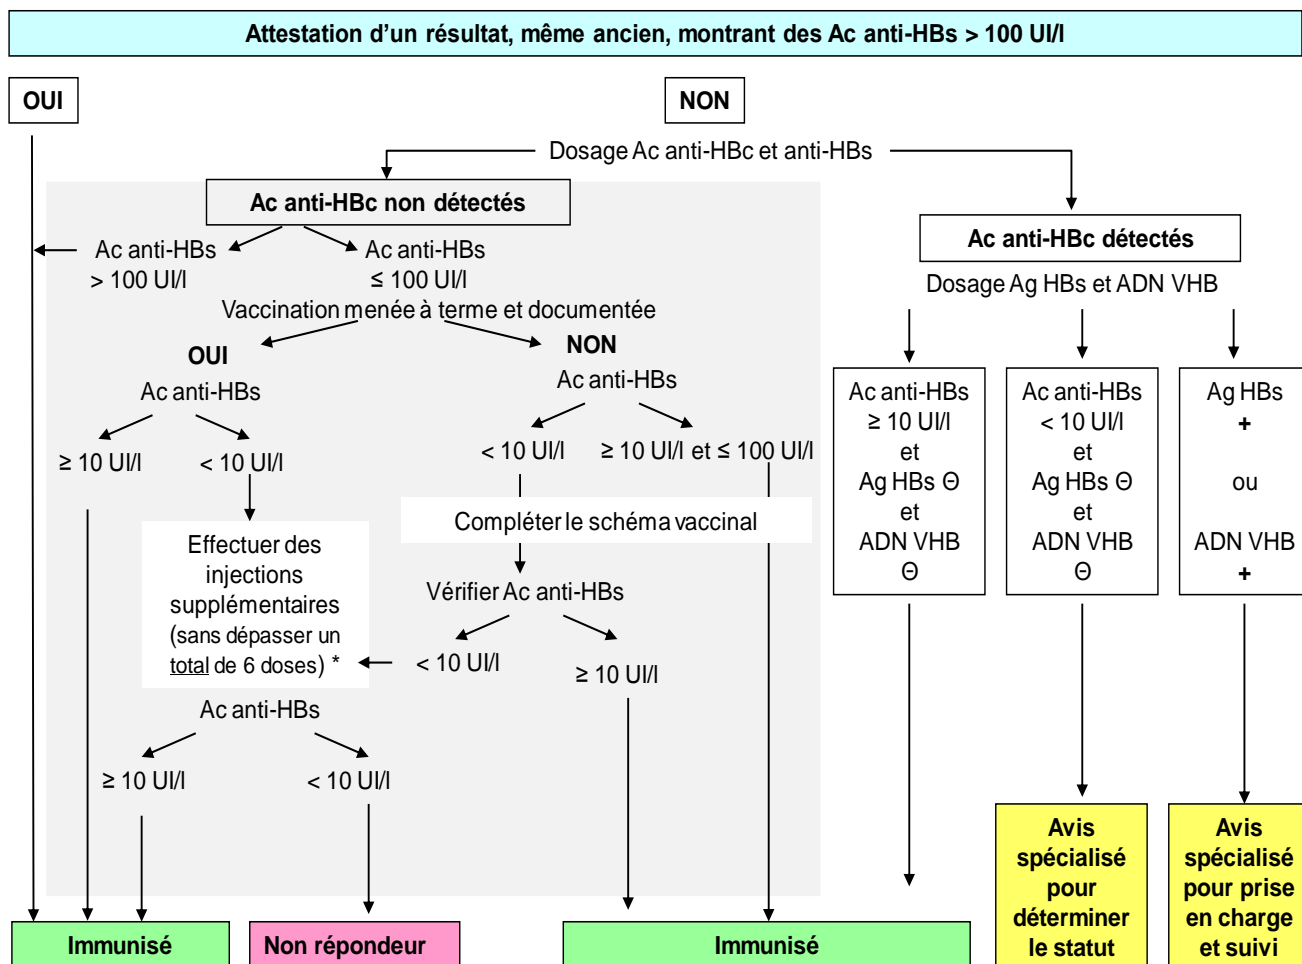 Attestation d'un résultat, même ancien, montrant des Ac anti-HBs > 100 UI/l
OUI
NON
Dosage Ac anti-HBc et anti-HBs
Ac anti-HBc non détectés
Ac anti-HBs
> 100 UI/l
Ac anti-HBs
≤ 100 UI/l
Vaccination menée à terme et documentée
OUI
Ac anti-HBs
≥ 10 UI/l
< 10 UI/l
NON
Ac anti-HBs
< 10 UI/l
≥ 10 UI/l et ≤ 100 UI/l
Effectuer des
injections
supplémentaires
(sans dépasser un
total de 6 doses) *
Compléter le schéma vaccinal
Vérifier Ac anti-HBs
< 10 UI/l
≥ 10 UI/l
Ac anti-HBs
≥ 10 UI/l
< 10 UI/l
Ac anti-HBc détectés
Dosage Ag HBs et ADN VHB
Ac anti-HBs
≥ 10 UI/l
et
Ag HBs Θ
et
ADN VHB
Θ
Ac anti-HBs
< 10 UI/l
et
Ag HBs Θ
et
ADN VHB
Θ
Ag HBs
+
ou
ADN VHB
+
Immunisé
Non répondeur
Immunisé
Avis
spécialisé
pour
déterminer
le statut
Avis
spécialisé
pour prise
en charge
et suivi